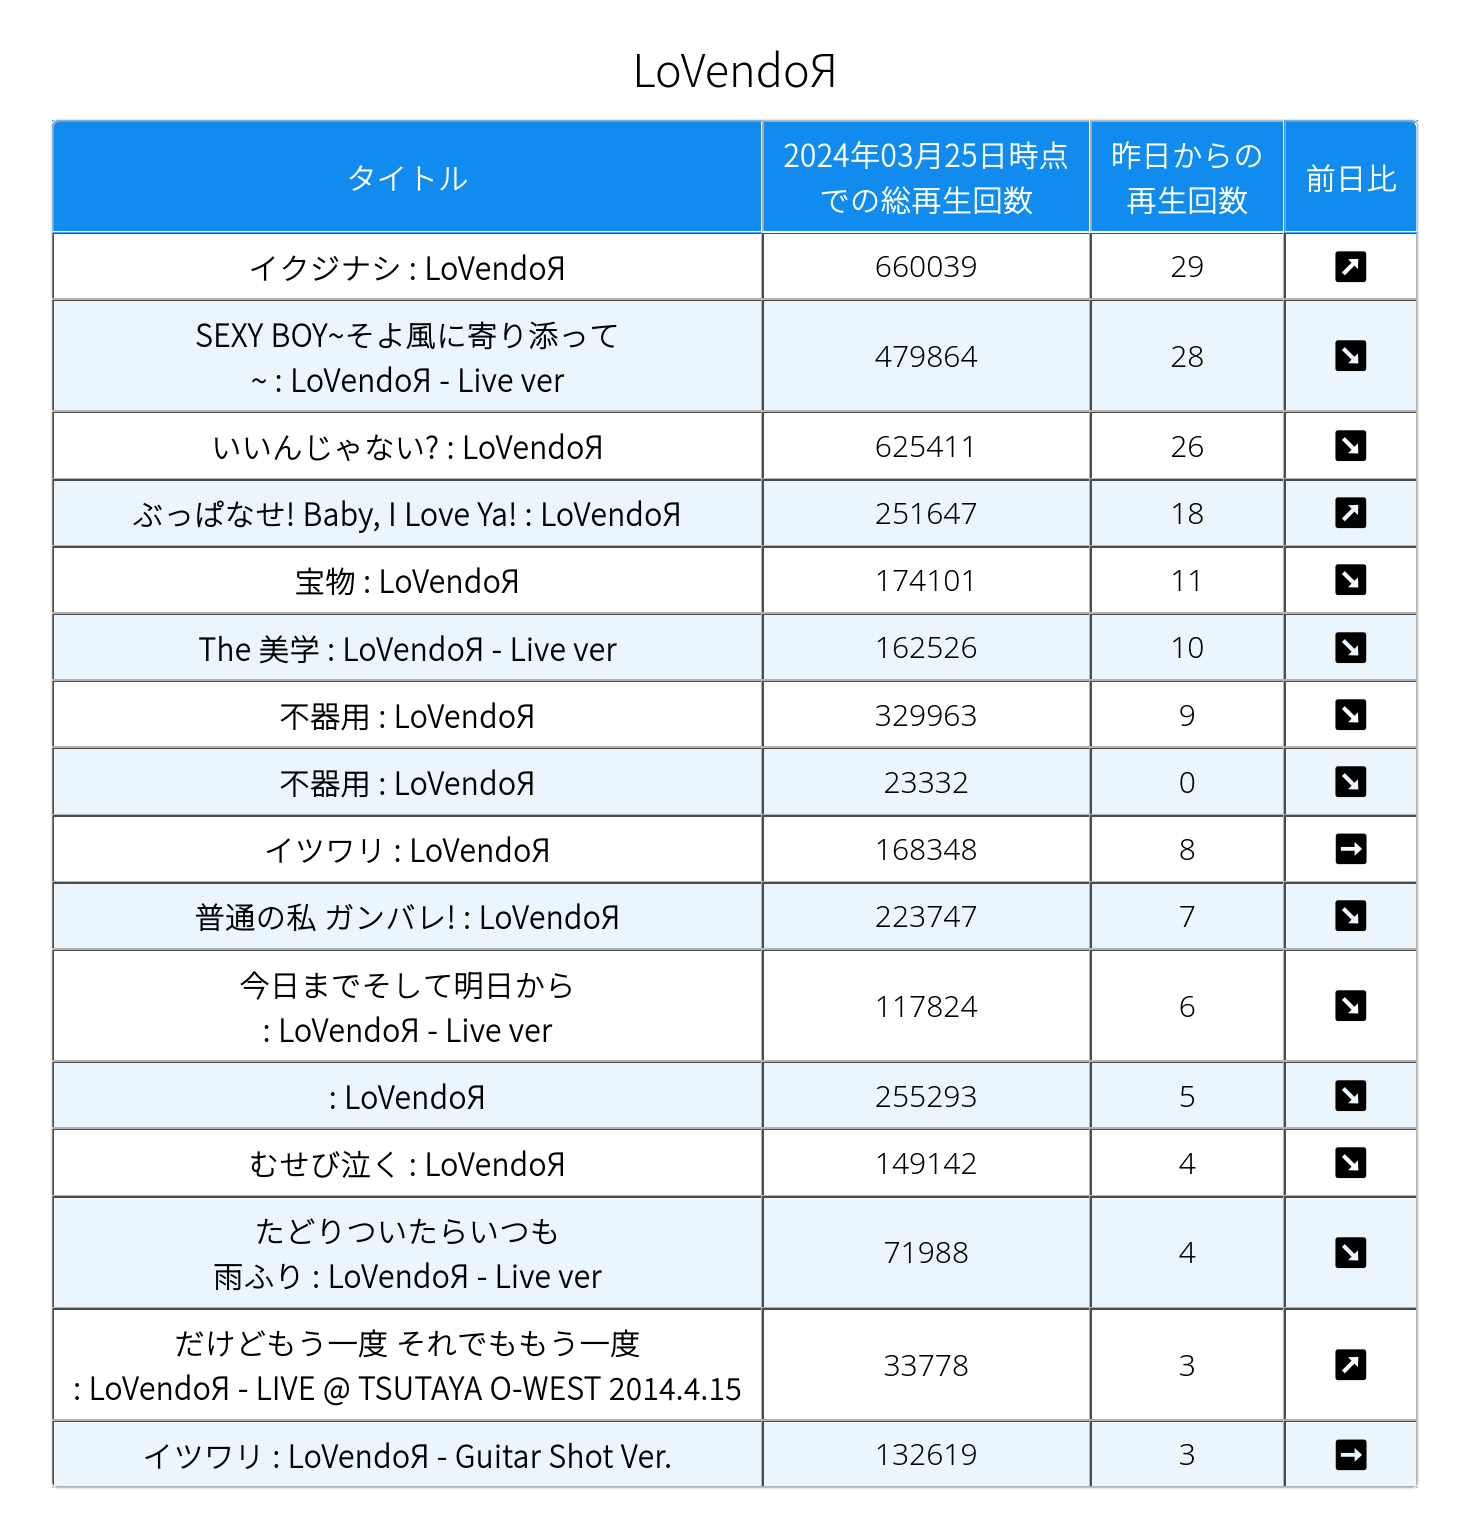 LoVendoЯ
タイトル
2024年03月25日時点
での総再生回数
昨日からの
再生回数
前日比
イクジナシ : LoVendoЯ
660039
29
SEXY BOY~そよ風に寄り添って
~ : LoVendoЯ - Live ver
479864
28
いいんじゃない? : LoVendoЯ
625411
26
ぶっぱなせ! Baby, I Love Ya! : LoVendoЯ
251647
18
宝物 : LoVendoЯ
174101
11
The 美学 : LoVendoЯ - Live ver
162526
10
不器用 : LoVendoЯ
329963
9
不器用 : LoVendoЯ
23332
0
イツワリ : LoVendoЯ
168348
8
普通の私 ガンバレ! : LoVendoЯ
223747
7
今日までそして明日から
: LoVendoЯ - Live ver
117824
6
: LoVendoЯ
255293
5
むせび泣く : LoVendoЯ
149142
4
たどりついたらいつも
雨ふり : LoVendoЯ - Live ver
71988
4
だけどもう一度 それでももう一度
: LoVendoЯ - LIVE @ TSUTAYA O-WEST 2014.4.15
33778
3
イツワリ : LoVendoЯ - Guitar Shot Ver.
132619
3